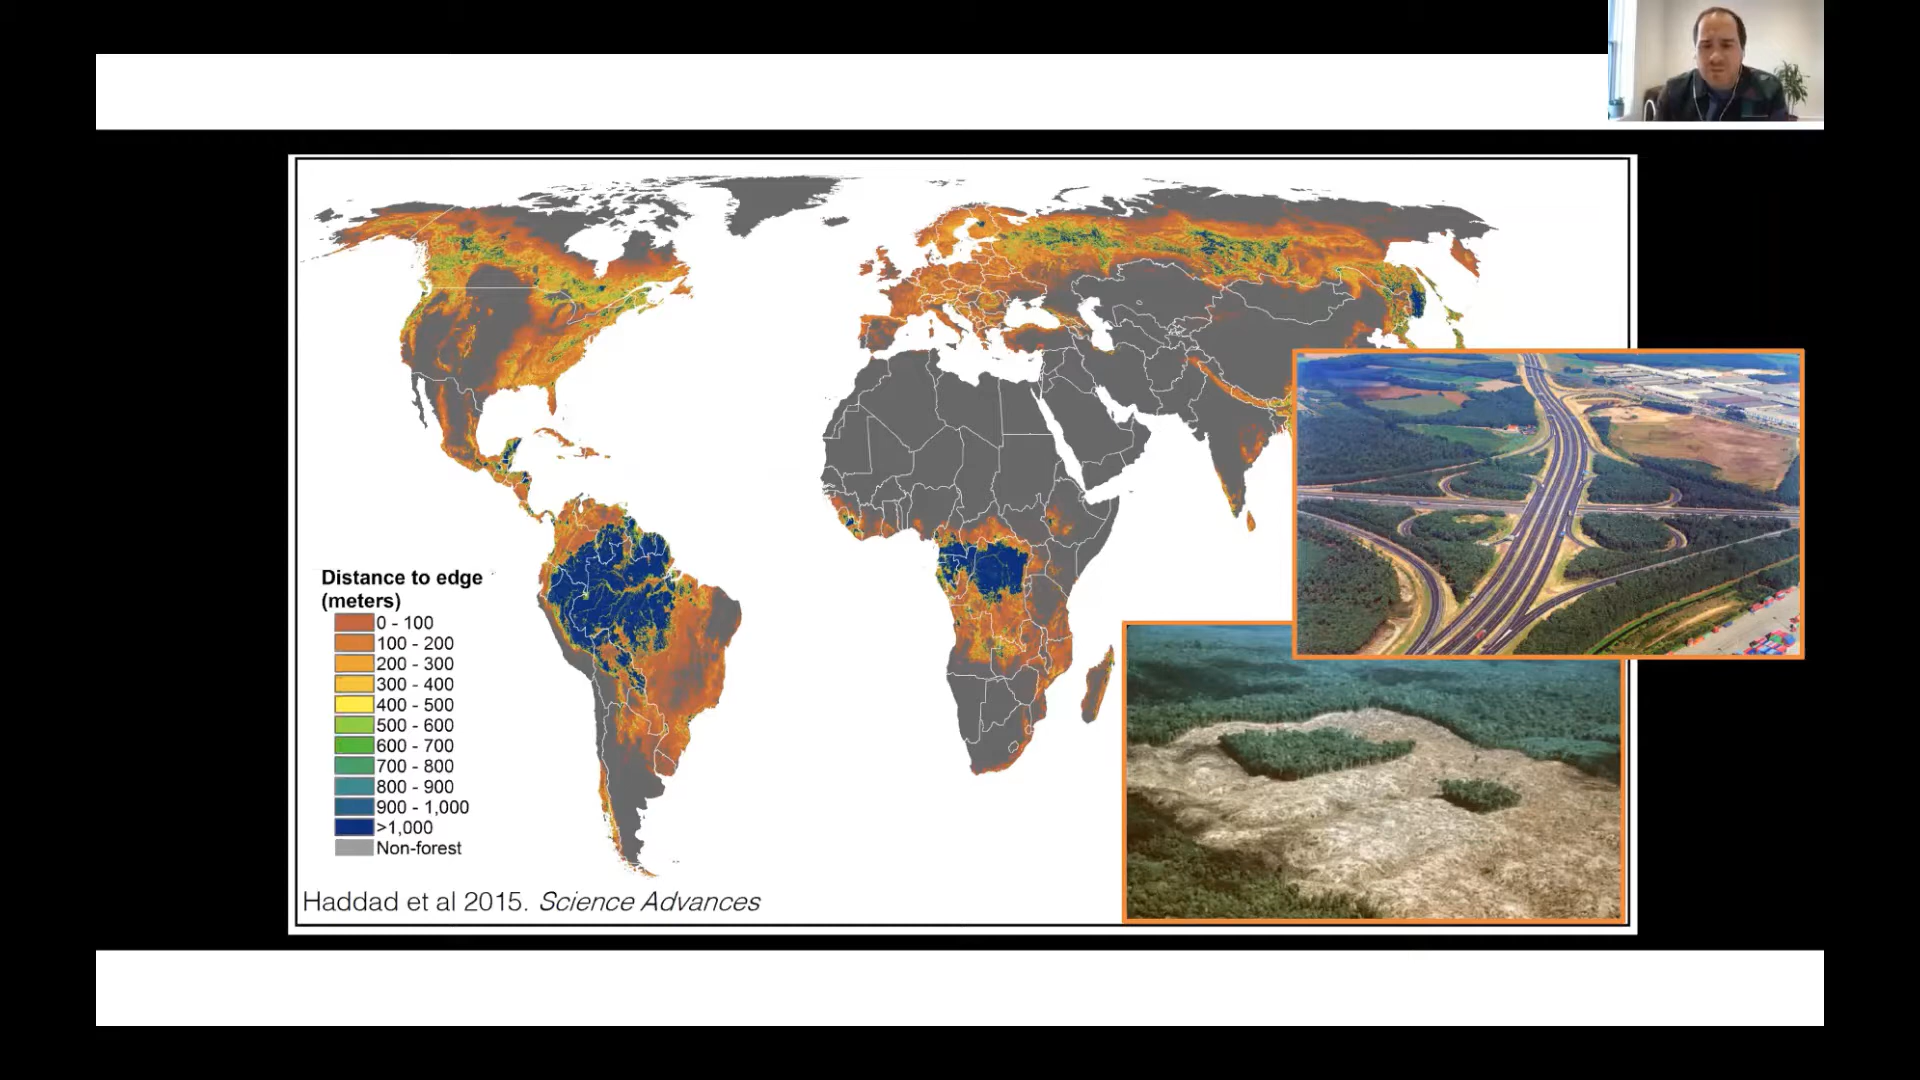 Distance to edge
(meters)
0 - 100
100 - 200
200 - 300
300 - 400
400 - 500
500 - 600
600 - 700
700 - 800
800 - 900
900 - 1,000
>1,000
Non-forest
Haddad et al 2015. Science Advances